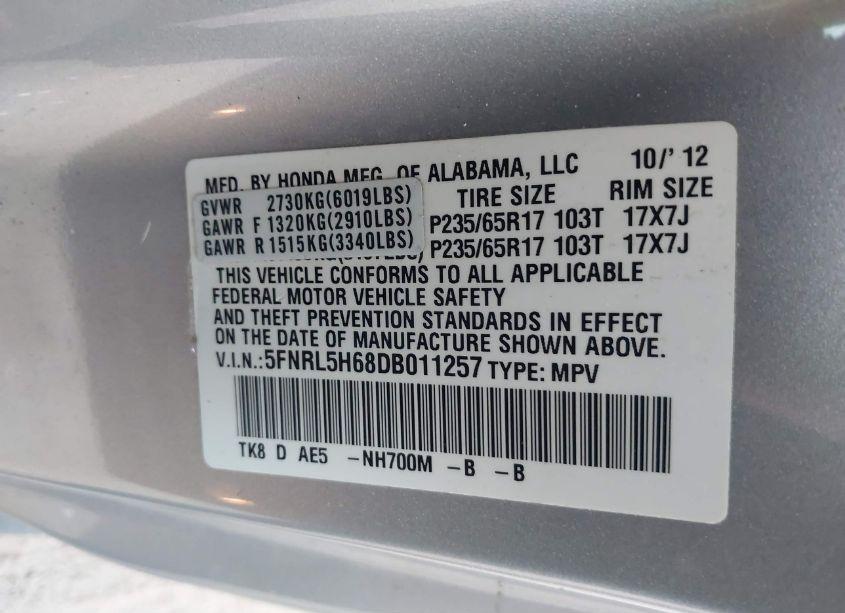 MFD. BY HONDA MFG. OF ALABAMA, LLC 10/' 12
GVWR 2730KG(6019LBS) TIRE SIZE RIM SIZE
GAWR F 1320KG(2910LBS) P235/65R17 103T 17X7J
GAWR R 1515KG(3340LBS) P235/65R17 103T 17X7J
THIS VEHICLE CONFORMS TO ALL APPLICABLE
FEDERAL MOTOR VEHICLE SAFETY
AND THEFT PREVENTION STANDARDS IN EFFECT
ON THE DATE OF MANUFACTURE SHOWN ABOVE.
V.I.N.:5FNRL5H68DB011257 TYPE: MPV
TK8 D AE5 -NH700M -B -B